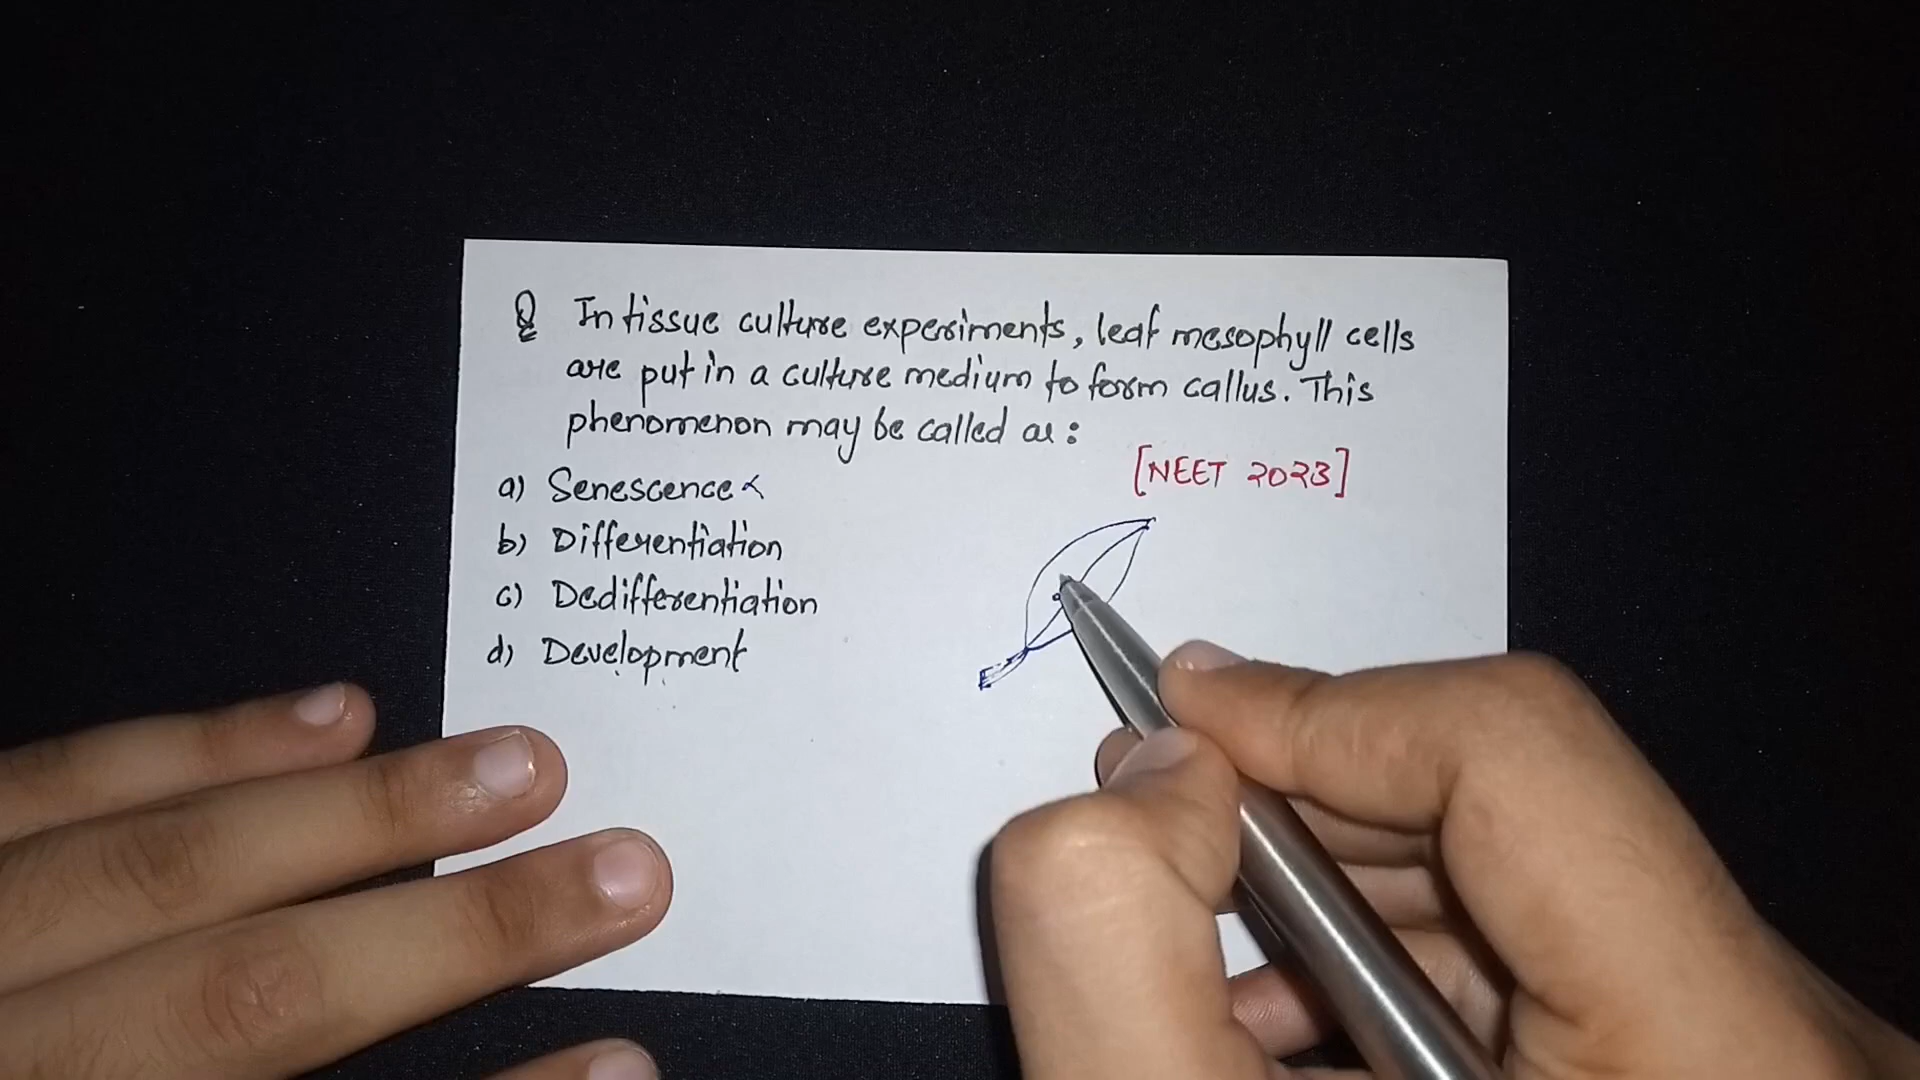 Q In tissue culture experiments, leaf mesophyll cells
are put in a culture medium to form callus. This
phenomenon may be called as:
[NEET 2023]
a) Senescence
b) Differentiation
c) Dedifferentiation
d) Development